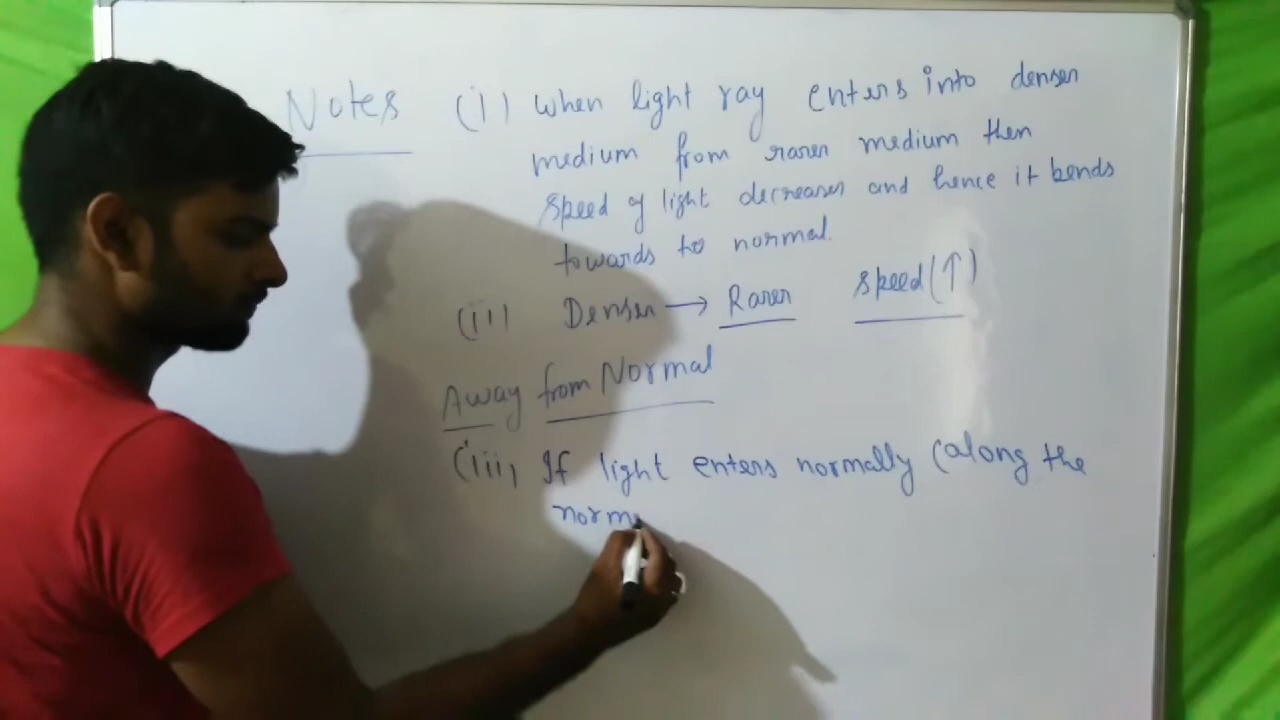 Notes (i) When light ray enters into denser
medium from rarer medium then
speed of light decreases and hence it bends
towards to normal.
(ii) Denser → Rarer speed (↑)
Away from Normal
(iii) If light enters normally (along the
norm